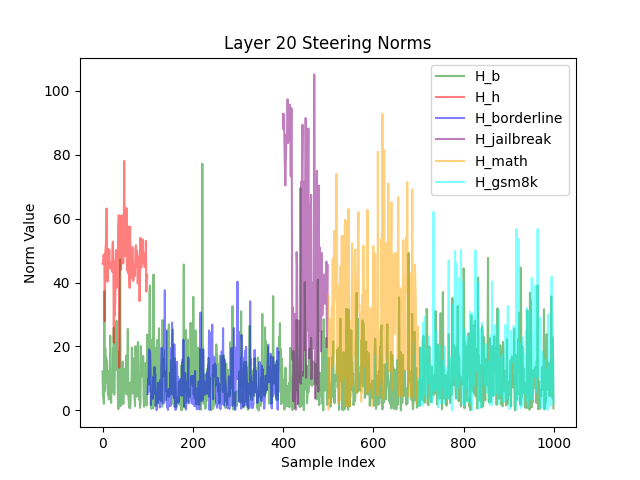 Layer 20 Steering Norms
Norm Value
100
80
60
40
20
0
H_b
H_h
H_borderline
H_jailbreak
H_math
H_gsm8k
0
200
400
600
800
1000
Sample Index